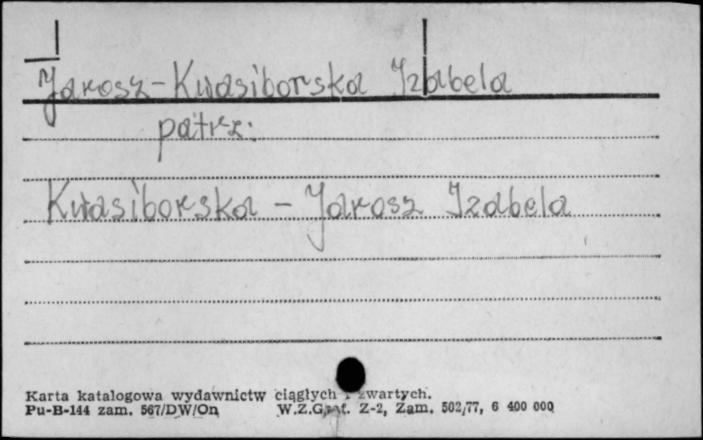 Jarosz-Kwasiborska Izabela
patrz:
Kwasiborska - Jarosz Izabela
Karta katalogowa wydawnictw ciągłych i zwartych.
Pu-B-144 zam. 567/DW/On W.Z.Graf. Z-2, Zam. 502/77, 6 400 000